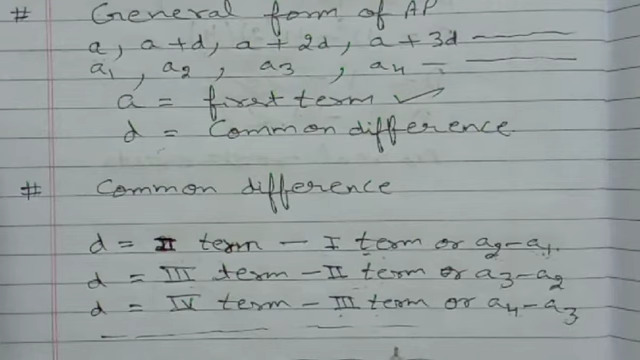 # General form of AP
a, a+d, a+2d, a+3d
a₁, a₂, a₃, a₄
a = first term ✓
d = Common difference
# Common difference
d = II term - I term or a₂-a₁.
d = III term - II term or a₃-a₂
d = IV term - III term or a₄-a₃